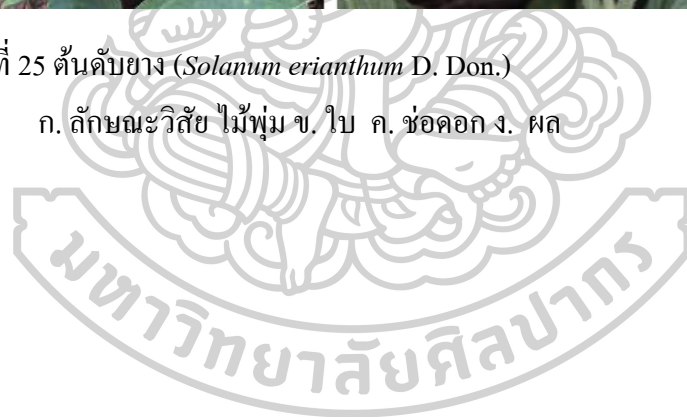 ที่ 25 ต้นดับยาง (Solanum erianthum D. Don.)
ก. ลักษณะวิสัย ไม้พุ่ม ข. ใบ ค. ช่อดอก ง. ผล
มหาวิทยาลัยศิลปากร